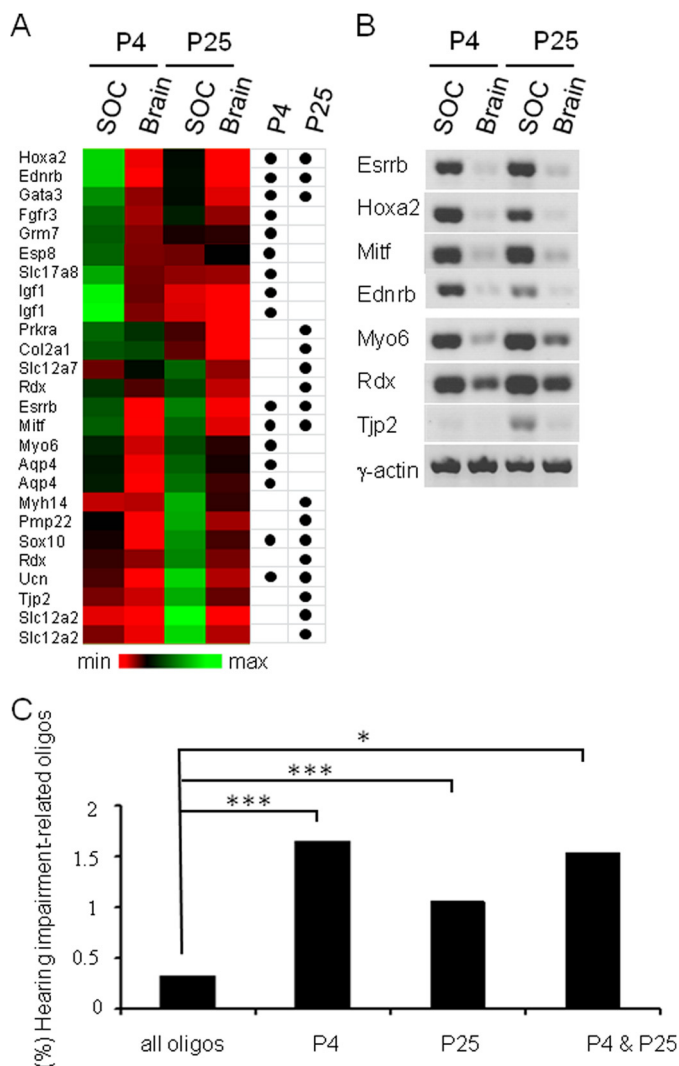 A
P4 P25
SOC Brain SOC Brain P4 P25
Hoxa2
Ednrb
Gata3
Fgfr3
Grm7
Esp8
Slc17a8
Igf1
Igf1
Prkra
Col2a1
Slc12a7
Rdx
Esrrb
Mitf
Myo6
Aqp4
Aqp4
Myh14
Pmp22
Sox10
Rdx
Ucn
Tjp2
Slc12a2
Slc12a2
min max
B
P4 P25
SOC Brain SOC Brain
Esrrb
Hoxa2
Mitf
Ednrb
Myo6
Rdx
Tjp2
γ-actin
C
*
***
***
(%) Hearing impairment-related oligos
2
1.5
1
0.5
0
all oligos P4 P25 P4 & P25